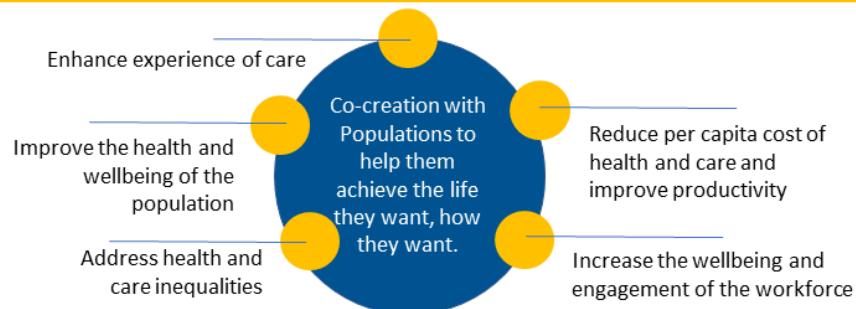 Enhance experience of care
Improve the health and
wellbeing of the
population
Address health and
care inequalities
Co-creation with
Populations to
help them
achieve the life
they want, how
they want.
Reduce per capita cost of
health and care and
improve productivity
Increase the wellbeing and
engagement of the workforce